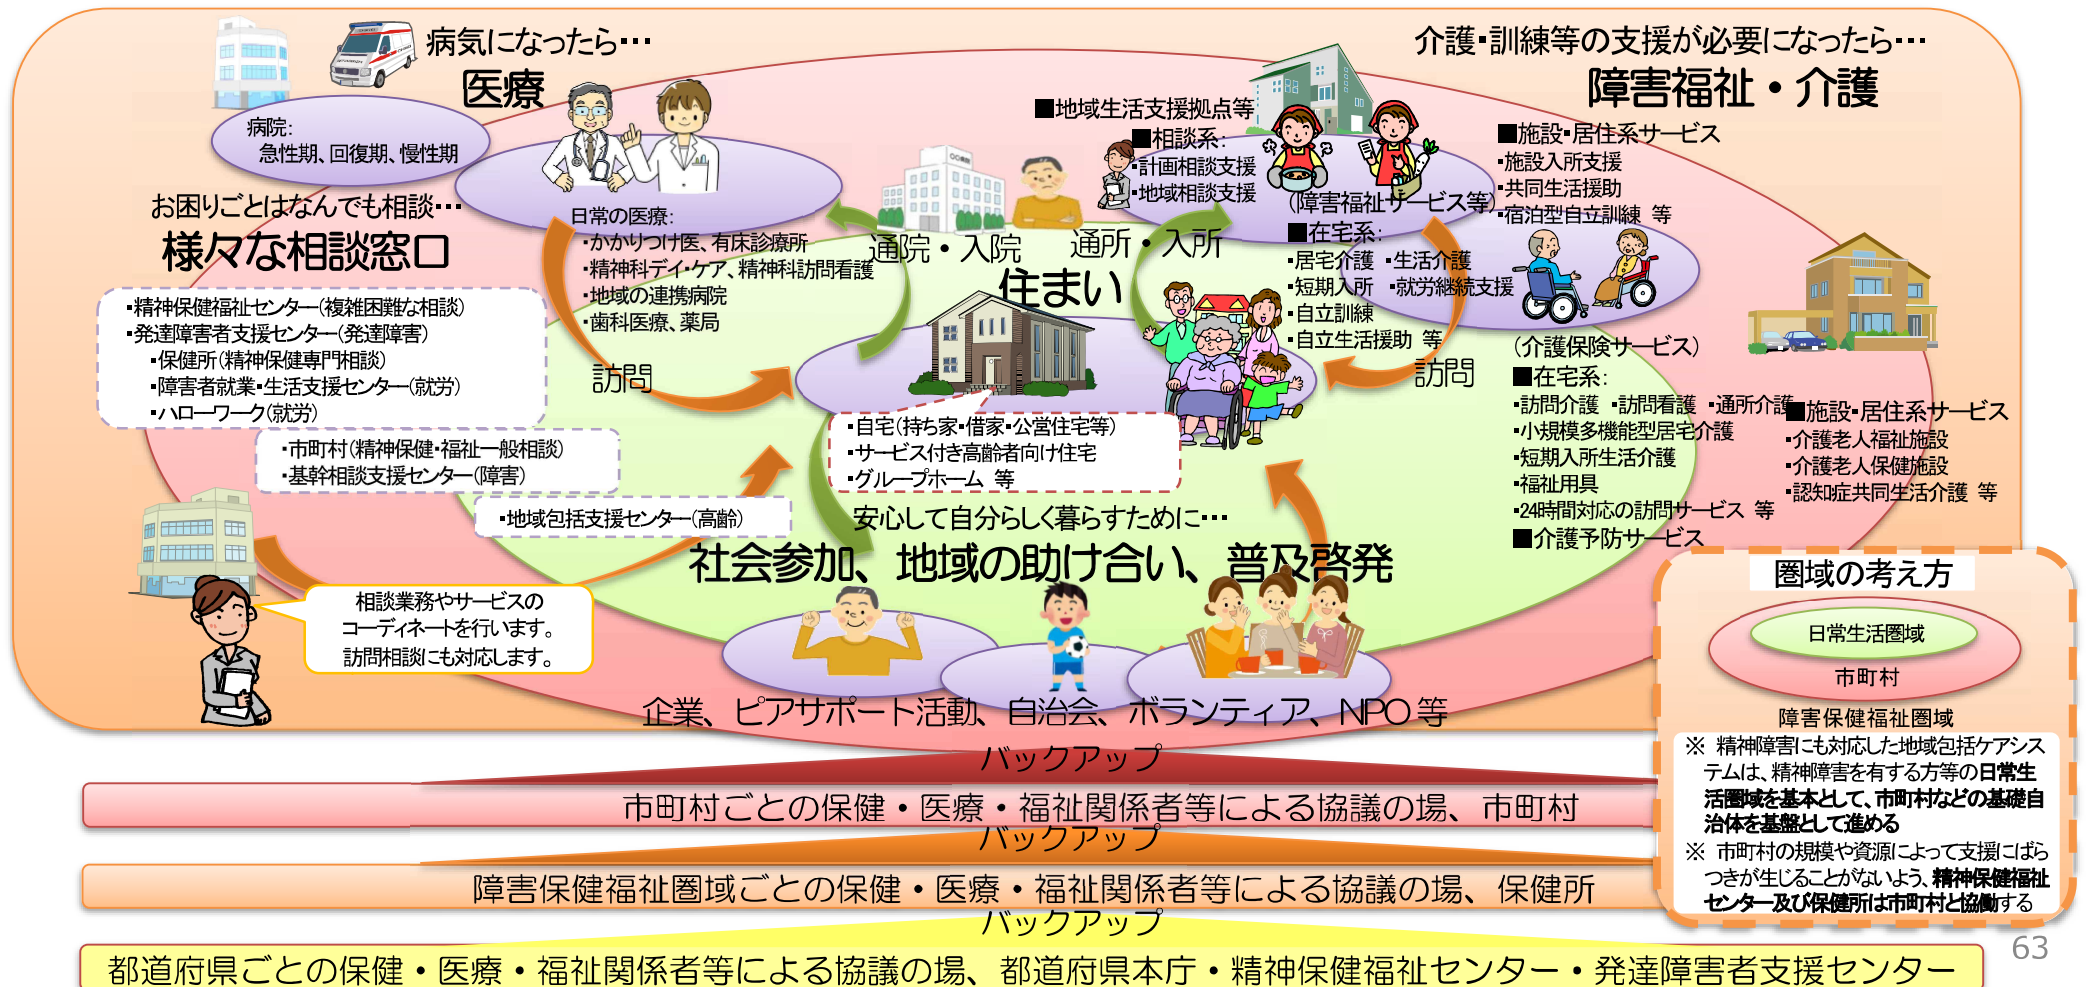 病気になったら…
医療
病院:
急性期、回復期、慢性期
日常の医療:
・かかりつけ医、有床診療所
・精神科デイ・ケア、精神科訪問看護
・地域の連携病院
・歯科医療、薬局
お困りごとはなんでも相談…
様々な相談窓口
・精神保健福祉センター(複雑困難な相談)
・発達障害者支援センター(発達障害)
・保健所(精神保健専門相談)
・障害者就業・生活支援センター(就労)
・ハローワーク(就労)
・市町村(精神保健・福祉一般相談)
・基幹相談支援センター(障害)
・地域包括支援センター(高齢)
通院・入院
通所・入所
住まい
訪問
訪問
・自宅(持ち家・借家・公営住宅等)
・サービス付き高齢者向け住宅
・グループホーム 等
介護・訓練等の支援が必要になったら…
障害福祉・介護
■地域生活支援拠点等
■相談系:
・計画相談支援
・地域相談支援
(障害福祉サービス等)
■在宅系:
・居宅介護 ・生活介護
・短期入所 ・就労継続支援
・自立訓練
・自立生活援助 等
■施設・居住系サービス
・施設入所支援
・共同生活援助
・宿泊型自立訓練 等
(介護保険サービス)
■在宅系:
・訪問介護 ・訪問看護 ・通所介護
・小規模多機能型居宅介護
・短期入所生活介護
・福祉用具
・24時間対応の訪問サービス 等
■介護予防サービス
■施設・居住系サービス
・介護老人福祉施設
・介護老人保健施設
・認知症共同生活介護 等
安心して自分らしく暮らすために…
社会参加、地域の助け合い、普及啓発
相談業務やサービスの
コーディネートを行います。
訪問相談にも対応します。
企業、ピアサポート活動、自治会、ボランティア、NPO 等
バックアップ
市町村ごとの保健・医療・福祉関係者等による協議の場、市町村
バックアップ
障害保健福祉圏域ごとの保健・医療・福祉関係者等による協議の場、保健所
バックアップ
都道府県ごとの保健・医療・福祉関係者等による協議の場、都道府県本庁・精神保健福祉センター・発達障害者支援センター
圏域の考え方
日常生活圏域
市町村
障害保健福祉圏域
※ 精神障害にも対応した地域包括ケアシス
テムは、精神障害を有する方等の日常生
活圏域を基本として、市町村などの基礎自
治体を基盤として進める
※ 市町村の規模や資源によって支援にばら
つきが生じることがないよう、精神保健福祉
センター及び保健所は市町村と協働する
63